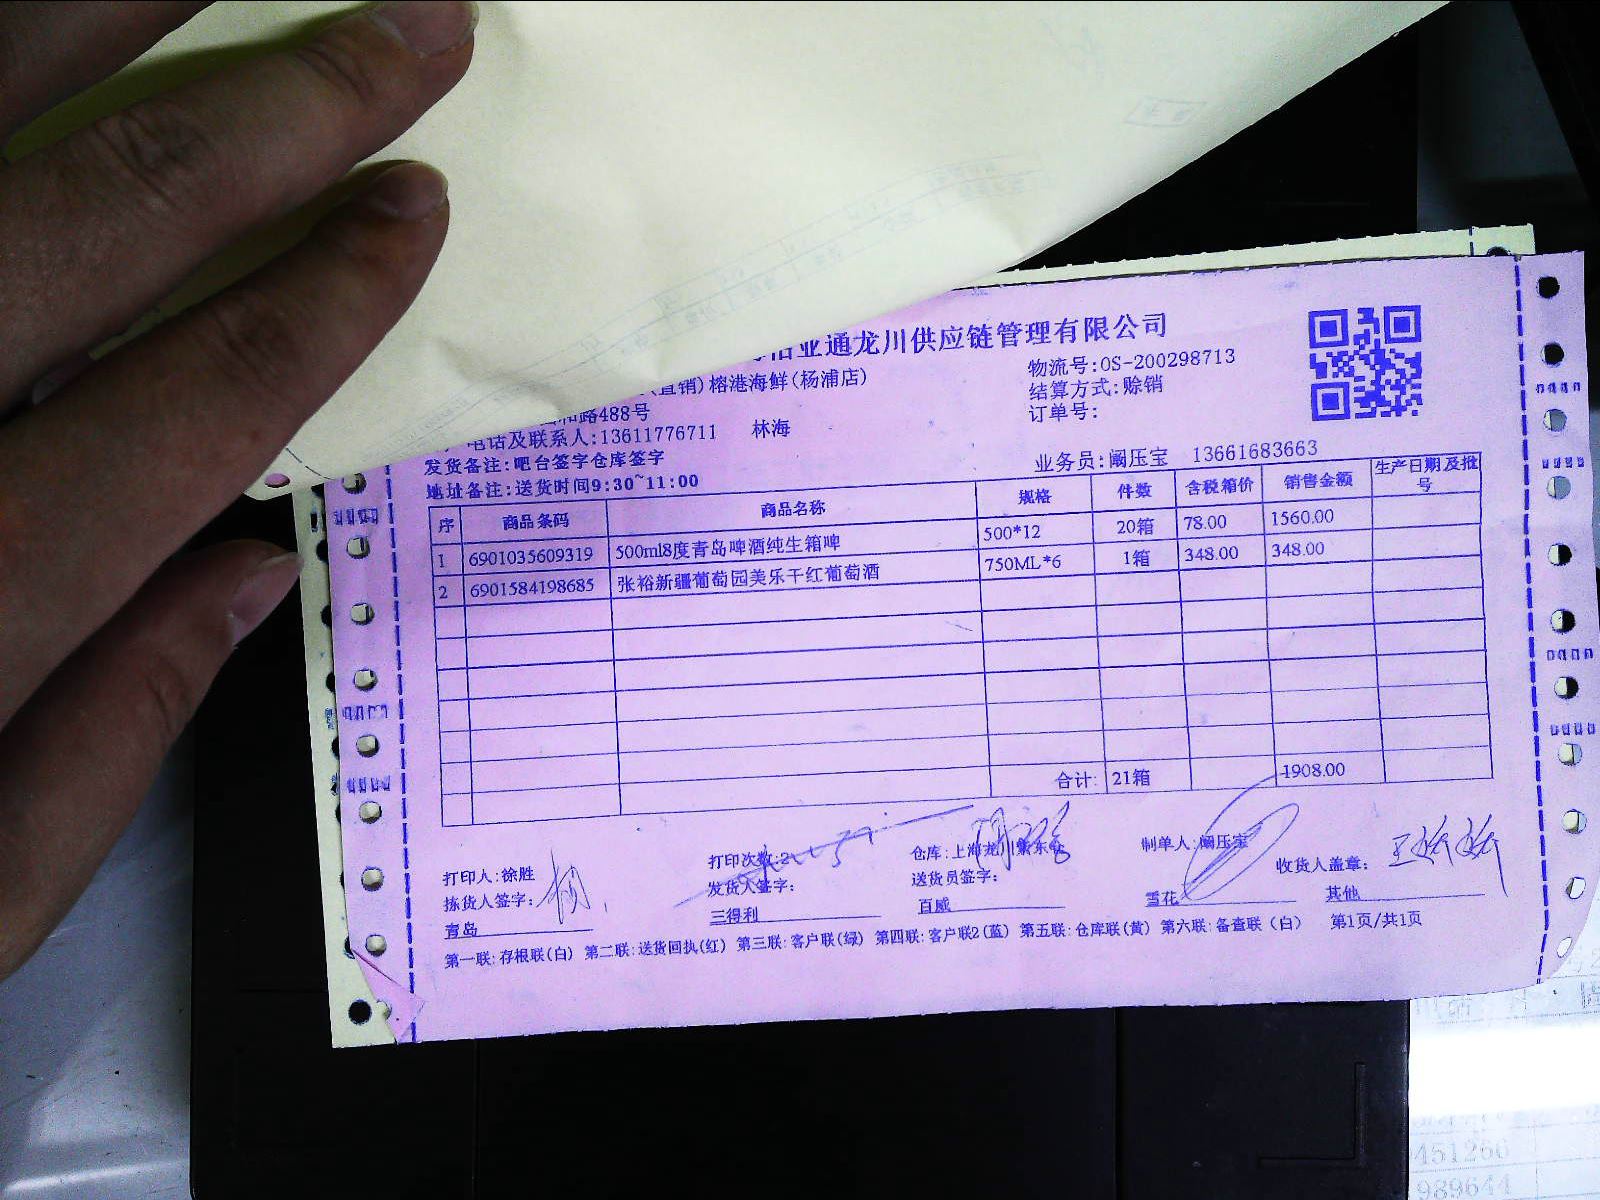 亚通龙川供应链管理有限公司
(直销)榕港海鲜(杨浦店)
物流号:OS-200298713
路488号
结算方式:赊销
电话及联系人:13611776711 林海
订单号:
发货备注:吧台签字仓库签字
业务员:阚压宝 13661683663
地址备注:送货时间9:30~11:00
序 商品条码 商品名称 规格 件数 含税箱价 销售金额 生产日期及批号
1 6901035609319 500ml8度青岛啤酒纯生箱啤 500*12 20箱 78.00 1560.00
2 6901584198685 张裕新疆葡萄园美乐干红葡萄酒 750ML*6 1箱 348.00 348.00
合计: 21箱 1908.00
打印人:徐胜 打印次数:2 仓库:上海龙川 制单人:阚压宝 收货人盖章:
拣货人签字: 发货人签字: 送货员签字:
青岛 三得利 百威 雪花 其他
第一联:存根联(白) 第二联:送货回执(红) 第三联:客户联(绿) 第四联:客户联2(蓝) 第五联:仓库联(黄) 第六联:备查联(白) 第1页/共1页
451266
989644